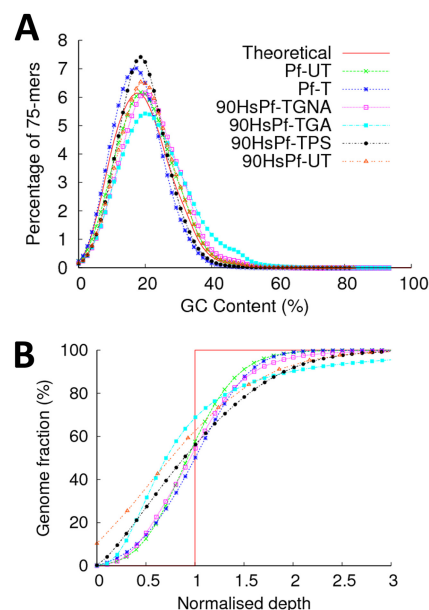 A
Percentage of 75-mers
8
7
6
5
4
3
2
1
0
0 20 40 60 80 100
GC Content (%)
Theoretical
Pf-UT
Pf-T
90HsPf-TGNA
90HsPf-TGA
90HsPf-TPS
90HsPf-UT
B
Genome fraction (%)
100
80
60
40
20
0
0 0.5 1 1.5 2 2.5 3
Normalised depth